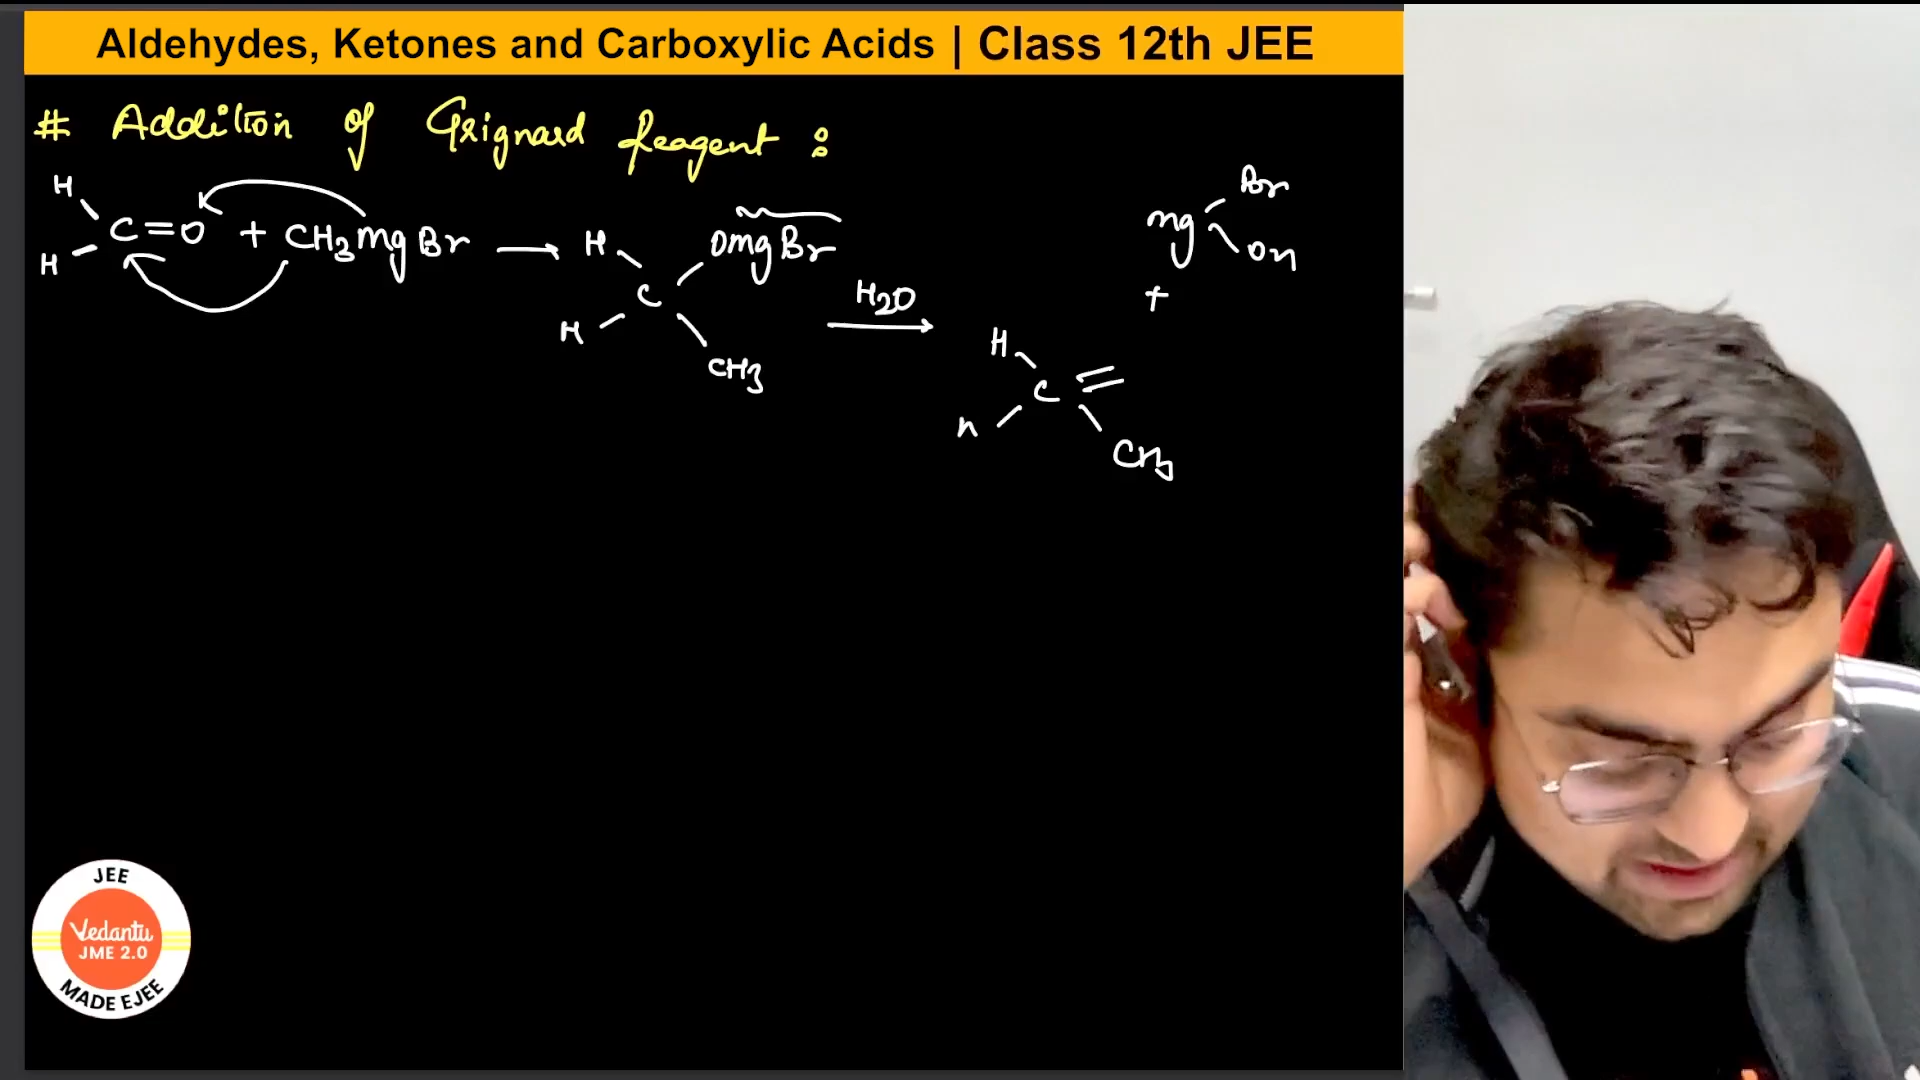 Aldehydes, Ketones and Carboxylic Acids | Class 12th JEE
# Addition of Grignard Reagent :
H
H
C=O + CH3MgBr ⟶
H
H
C
OMgBr
CH3
H2O
Mg
Br
OH
+
H
H
C
CH3
JEE
Vedantu
JME 2.0
MADE EJEE